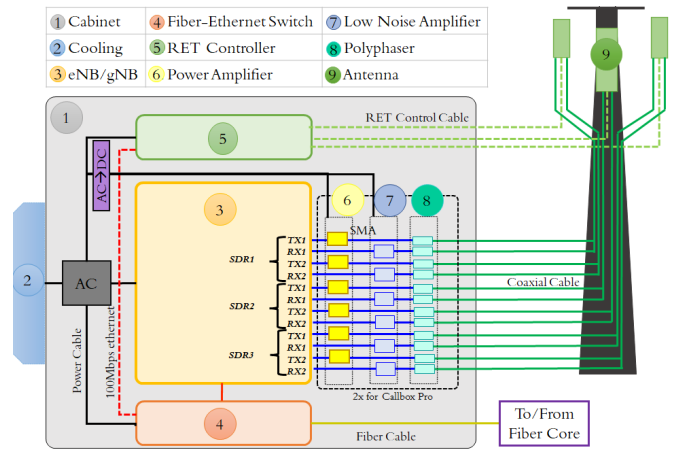 1 Cabinet
4 Fiber-Ethernet Switch
7 Low Noise Amplifier
2 Cooling
5 RET Controller
8 Polyphaser
3 eNB/gNB
6 Power Amplifier
9 Antenna
9
1
RET Control Cable
5
AC→DC
6
7
8
3
SMA
TX1
RX1
SDR1
TX2
RX2
2
AC
TX1
Coaxial Cable
RX1
SDR2
TX2
RX2
TX1
RX1
SDR3
TX2
RX2
Power Cable
100Mbps ethernet
2x for Callbox Pro
4
Fiber Cable
To/From
Fiber Core